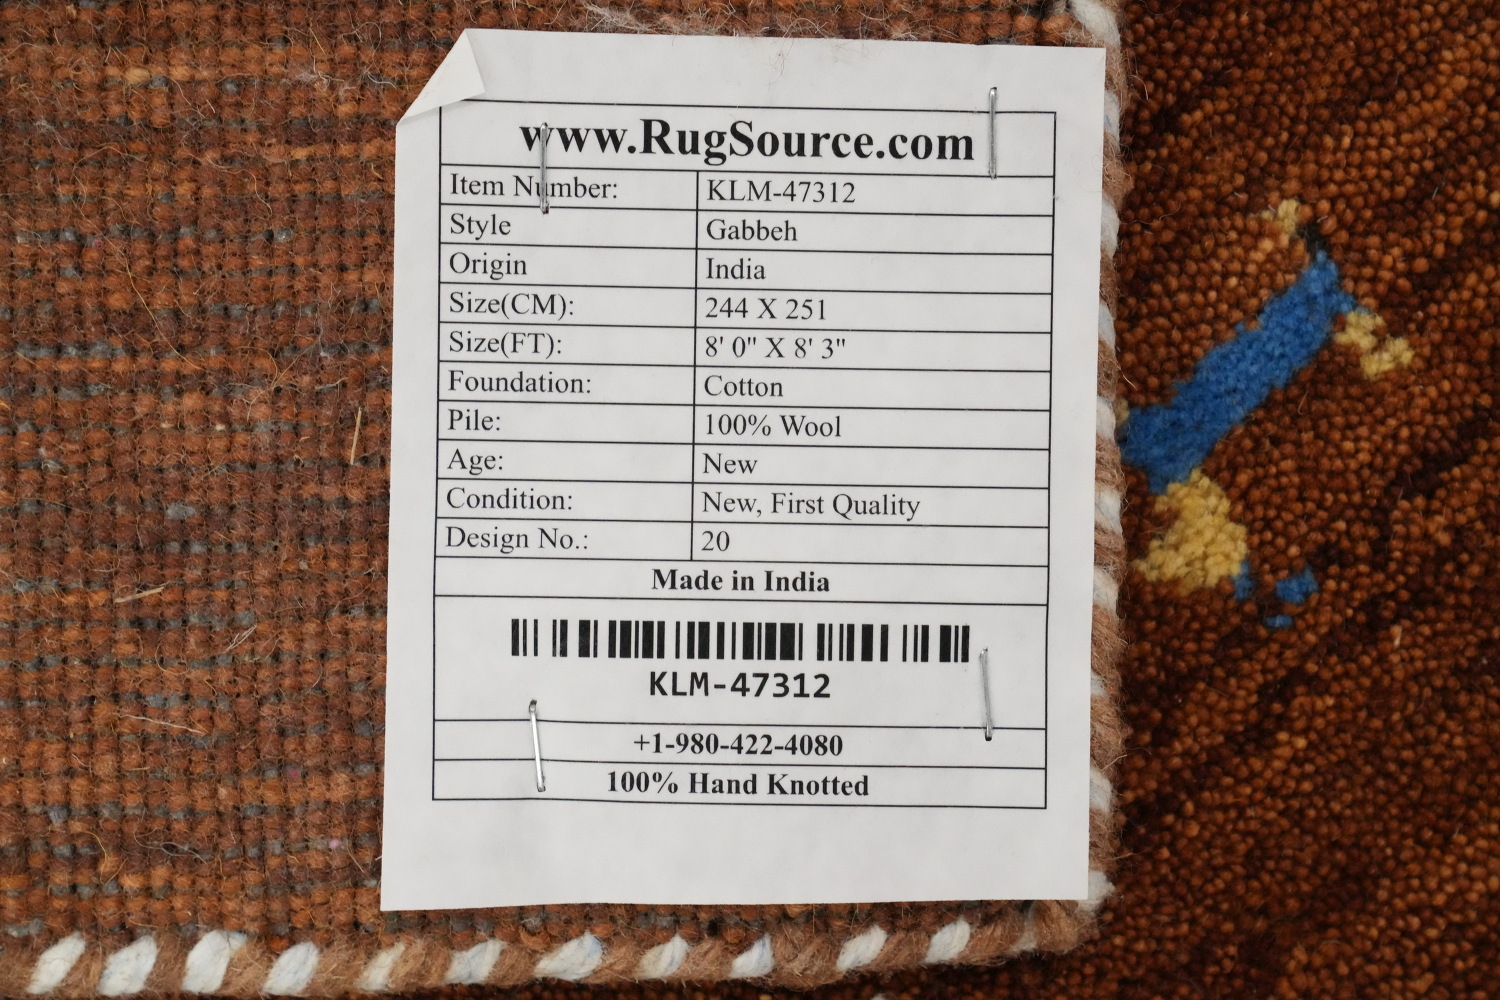 www.RugSource.com
Item Number: KLM-47312
Style Gabbeh
Origin India
Size(CM): 244 X 251
Size(FT): 8' 0" X 8' 3"
Foundation: Cotton
Pile: 100% Wool
Age: New
Condition: New, First Quality
Design No.: 20
Made in India
KLM-47312
+1-980-422-4080
100% Hand Knotted